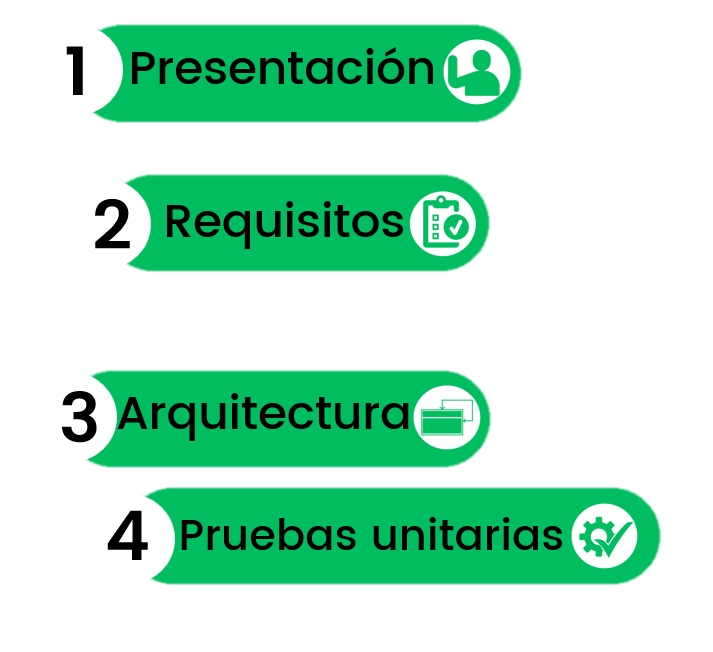 1 Presentación
2 Requisitos
3 Arquitectura
4 Pruebas unitarias